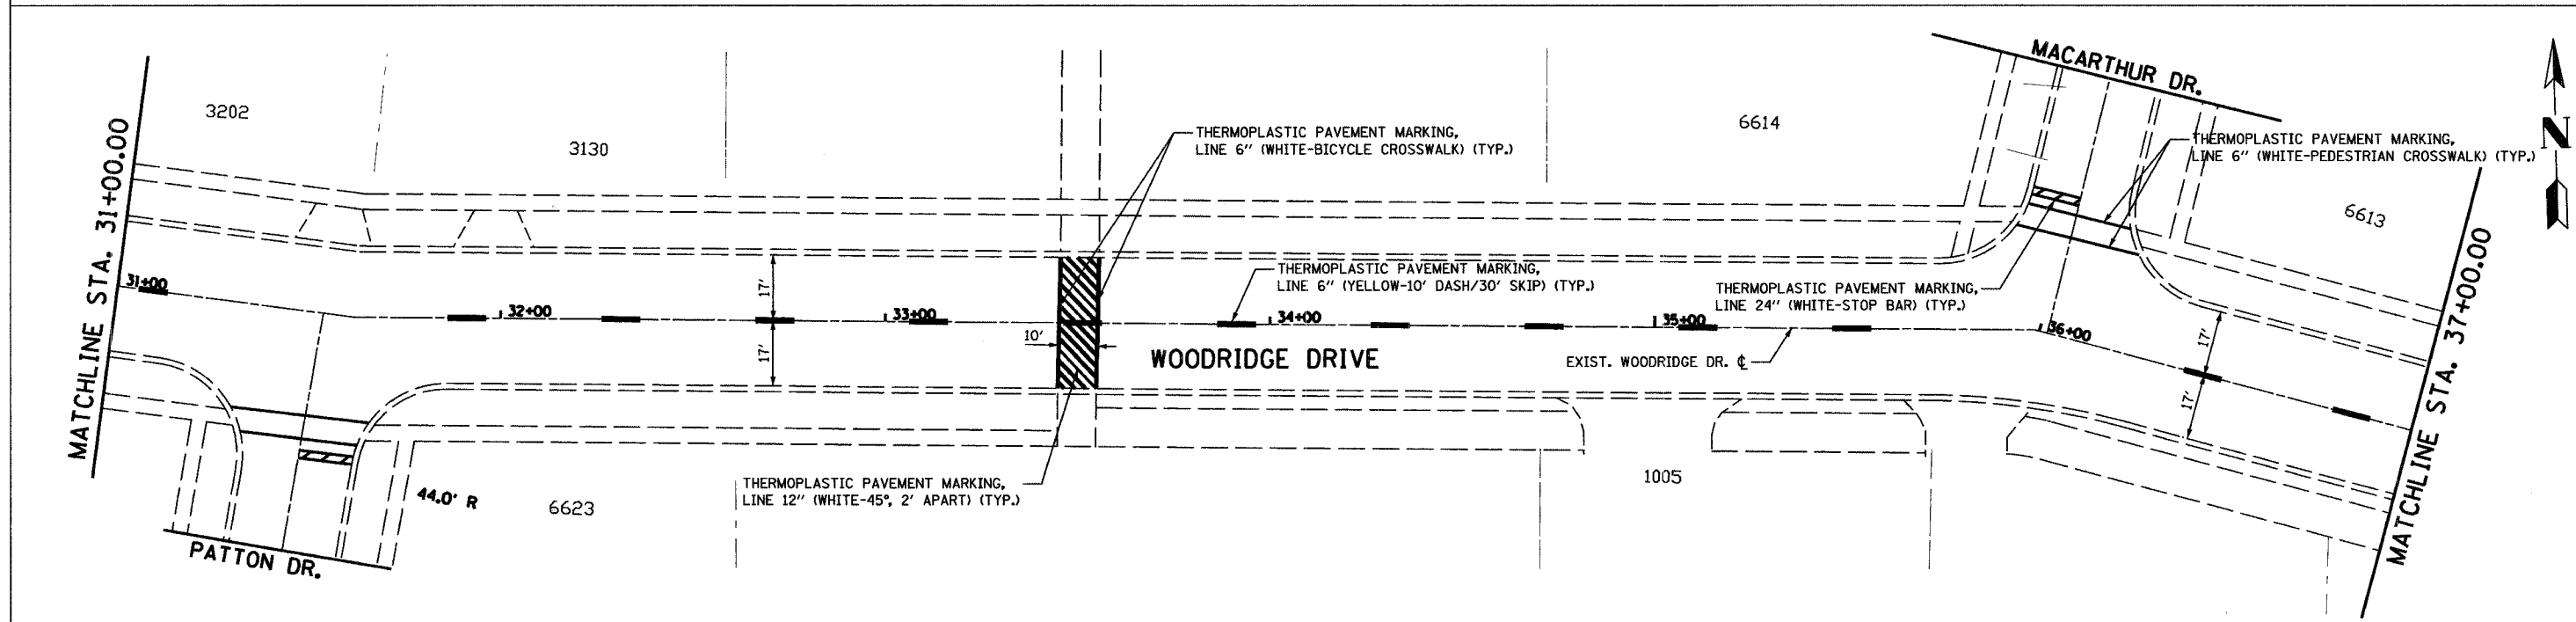 MACARTHUR DR.
N
3202
3130
6614
6613
THERMOPLASTIC PAVEMENT MARKING,
LINE 6" (WHITE-BICYCLE CROSSWALK) (TYP.)
THERMOPLASTIC PAVEMENT MARKING,
LINE 6" (WHITE-PEDESTRIAN CROSSWALK) (TYP.)
MATCHLINE STA. 31+00.00
MATCHLINE STA. 37+00.00
THERMOPLASTIC PAVEMENT MARKING,
LINE 6" (YELLOW-10' DASH/30' SKIP) (TYP.)
THERMOPLASTIC PAVEMENT MARKING,
LINE 24" (WHITE-STOP BAR) (TYP.)
31+00
32+00
33+00
34+00
35+00
36+00
17'
17'
17'
17'
10'
WOODRIDGE DRIVE
EXIST. WOODRIDGE DR. ℄
THERMOPLASTIC PAVEMENT MARKING,
LINE 12" (WHITE-45°, 2' APART) (TYP.)
44.0' R
6623
1005
PATTON DR.